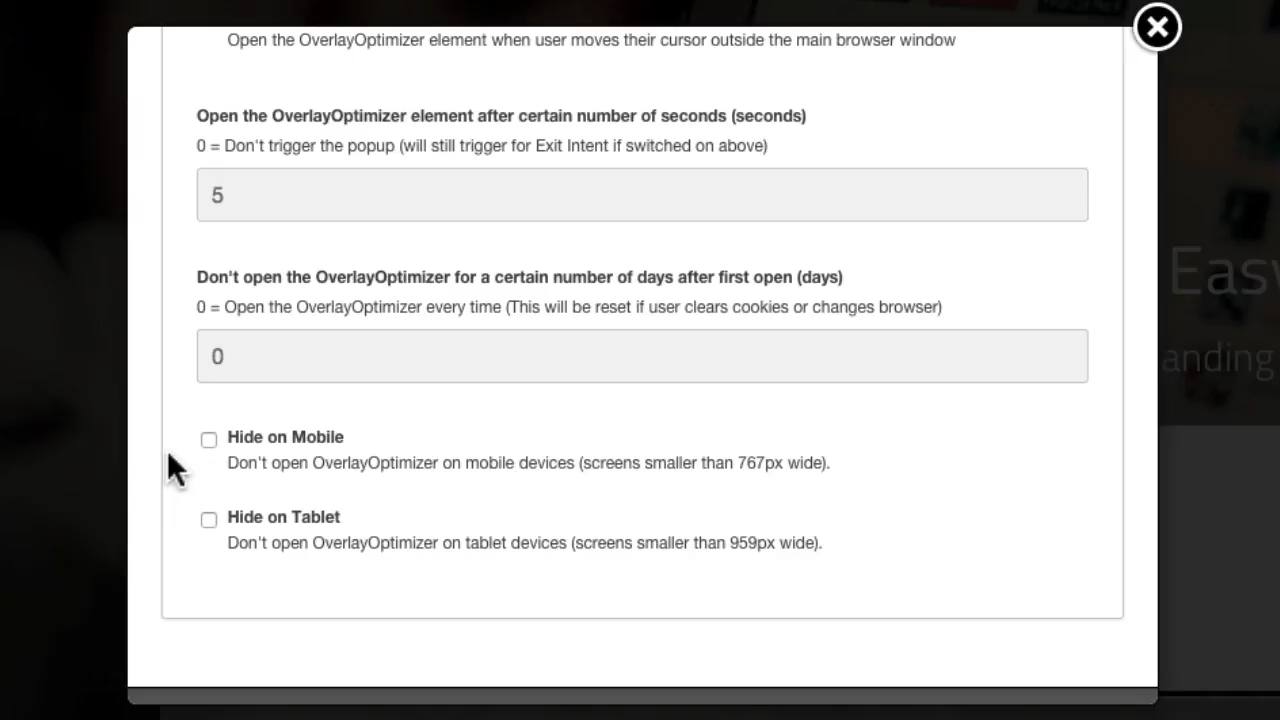 Open the OverlayOptimizer element when user moves their cursor outside the main browser window
Open the OverlayOptimizer element after certain number of seconds (seconds)
0 = Don't trigger the popup (will still trigger for Exit Intent if switched on above)
5
Don't open the OverlayOptimizer for a certain number of days after first open (days)
0 = Open the OverlayOptimizer every time (This will be reset if user clears cookies or changes browser)
0
Hide on Mobile
Don't open OverlayOptimizer on mobile devices (screens smaller than 767px wide).
Hide on Tablet
Don't open OverlayOptimizer on tablet devices (screens smaller than 959px wide).
Eas
anding